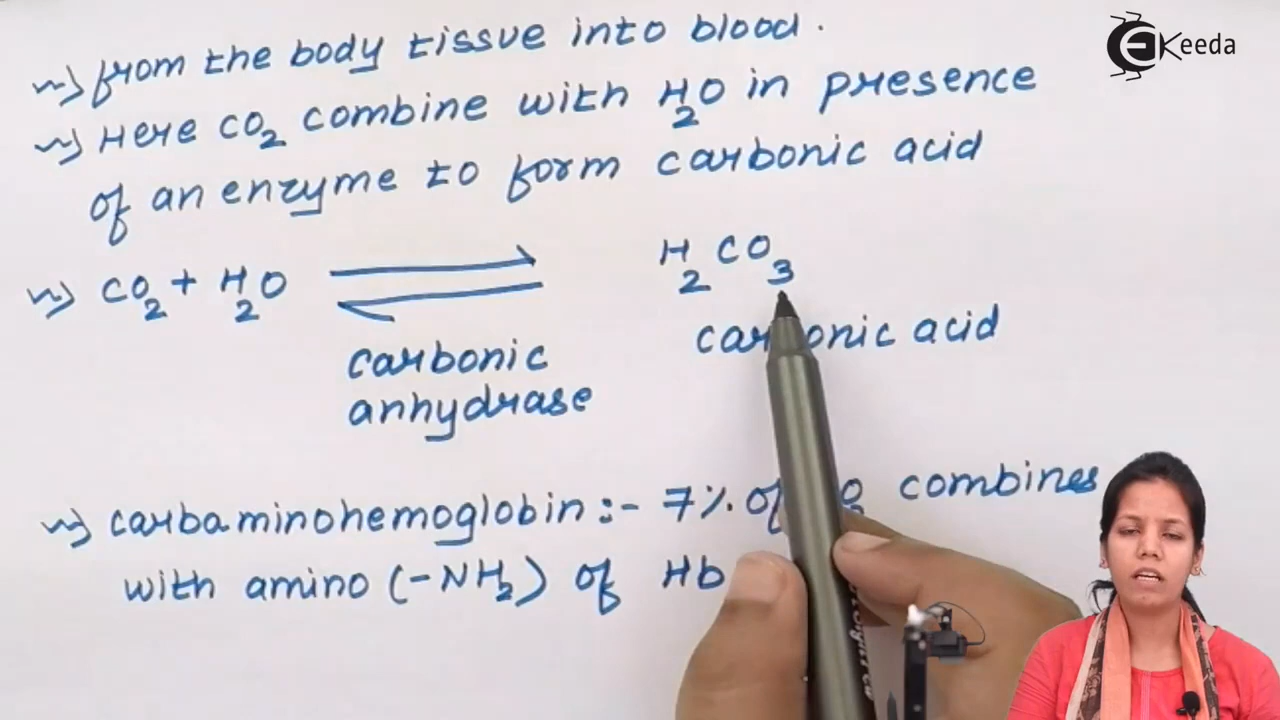 from the body tissue into blood.
Here CO2 combine with H2O in presence
of an enzyme to form carbonic acid
CO2 + H2O ⇌ H2CO3
carbonic anhydrase
carbonic acid
carbaminohemoglobin :- 7% of combines
with amino (-NH2) of Hb
Keeda